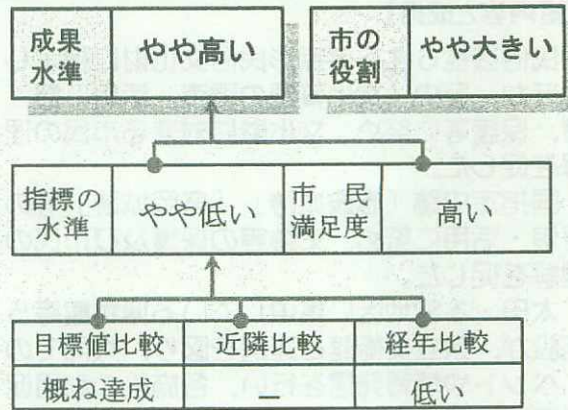 成果
水準
やや高い
市の
役割
やや大きい
指標の
水準
やや低い
市民
満足度
高い
目標値比較
近隣比較
経年比較
概ね達成
－
低い